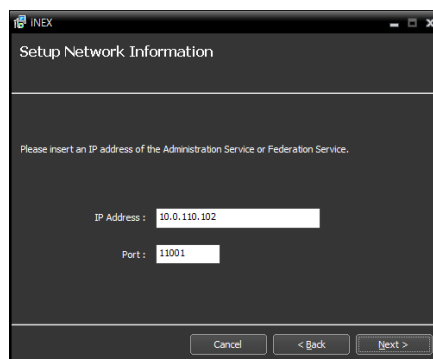 iNEX
Setup Network Information
Please insert an IP address of the Administration Service or Federation Service.
IP Address : 10.0.110.102
Port : 11001
Cancel < Back Next >